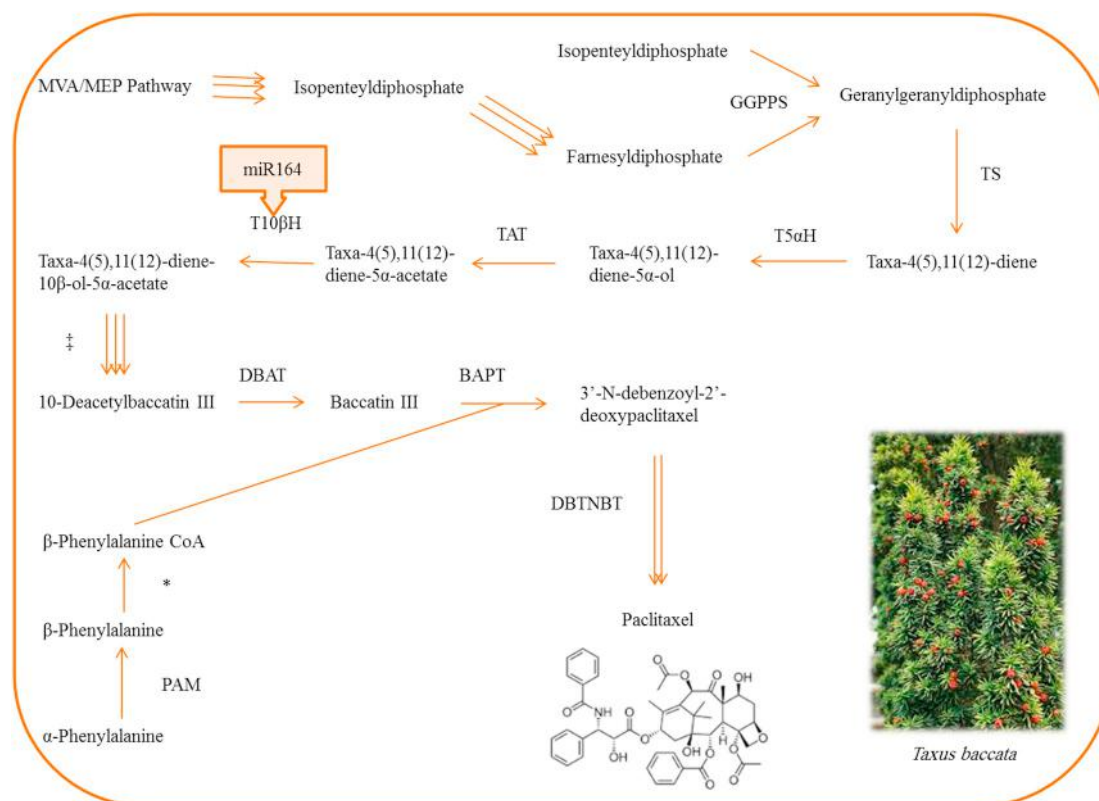 Isopenteyldiphosphate
MVA/MEP Pathway
Isopenteyldiphosphate
GGPPS
Geranylgeranyldiphosphate
Farnesyldiphosphate
miR164
TS
T10βH
TAT
T5αH
Taxa-4(5),11(12)-diene-
10β-ol-5α-acetate
Taxa-4(5),11(12)-
diene-5α-acetate
Taxa-4(5),11(12)-
diene-5α-ol
Taxa-4(5),11(12)-diene
‡
DBAT
BAPT
10-Deacetylbaccatin III
Baccatin III
3’-N-debenzoyl-2’-
deoxypaclitaxel
DBTNBT
β-Phenylalanine CoA
*
β-Phenylalanine
PAM
α-Phenylalanine
Paclitaxel
O
O
O
OH
O
NH
O
O
O
OH
OH
O
H
O
O
O
O
Taxus baccata